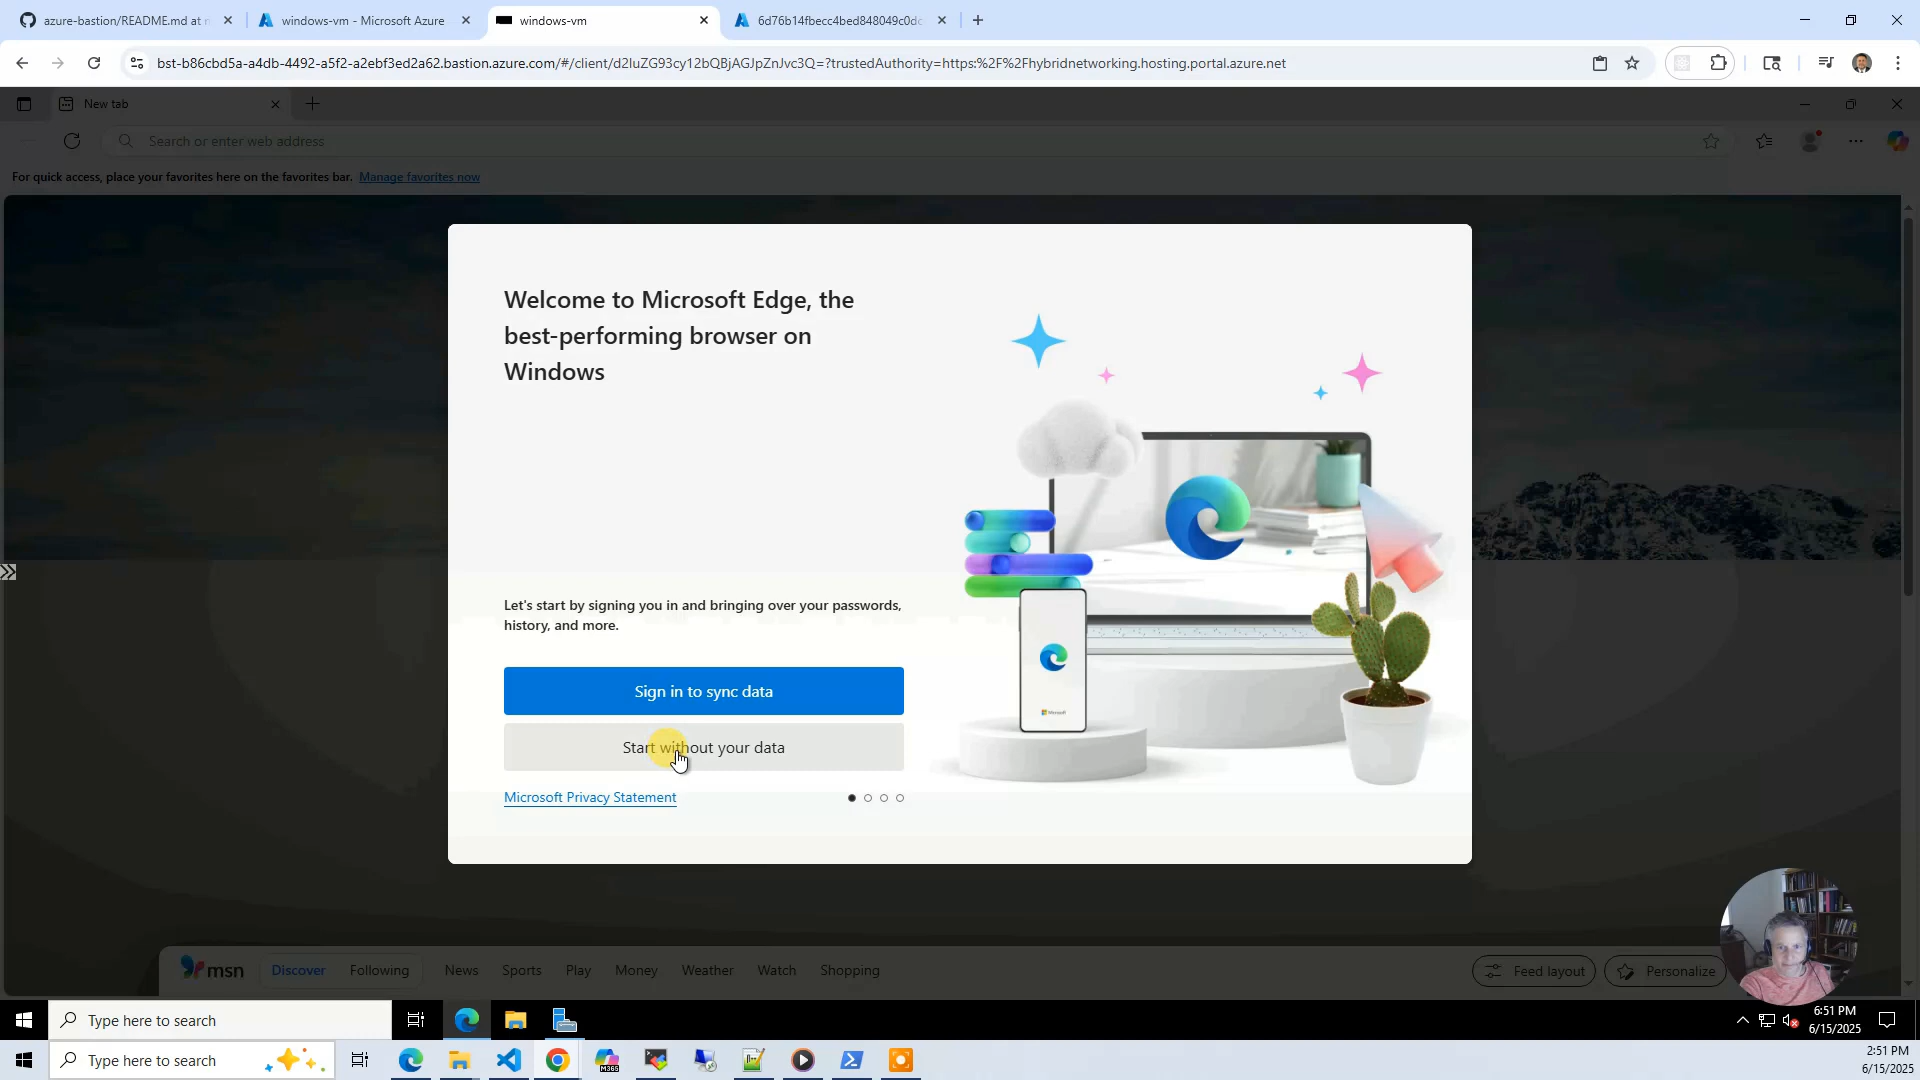 azure-bastion/README.md at
windows-vm - Microsoft Azure
windows-vm
6d76b14fbecc4bed848049c0d
bst-b86cbd5a-a4db-4492-a5f2-a2ebf3ed2a62.bastion.azure.com/#/client/d2luZG93cy12bQBjAGJpZnJvc3Q=?trustedAuthority=https:%2F%2Fhybridnetworking.hosting.portal.azure.net
New tab
Search or enter web address
For quick access, place your favorites here on the favorites bar. Manage favorites now
Welcome to Microsoft Edge, the
best-performing browser on
Windows
Let's start by signing you in and bringing over your passwords,
history, and more.
Sign in to sync data
Start without your data
Microsoft Privacy Statement
Microsoft
msn Discover Following News Sports Play Money Weather Watch Shopping
Feed layout
Personalize
Type here to search
6:51 PM
6/15/2025
Type here to search
M365
2:51 PM
6/15/2025